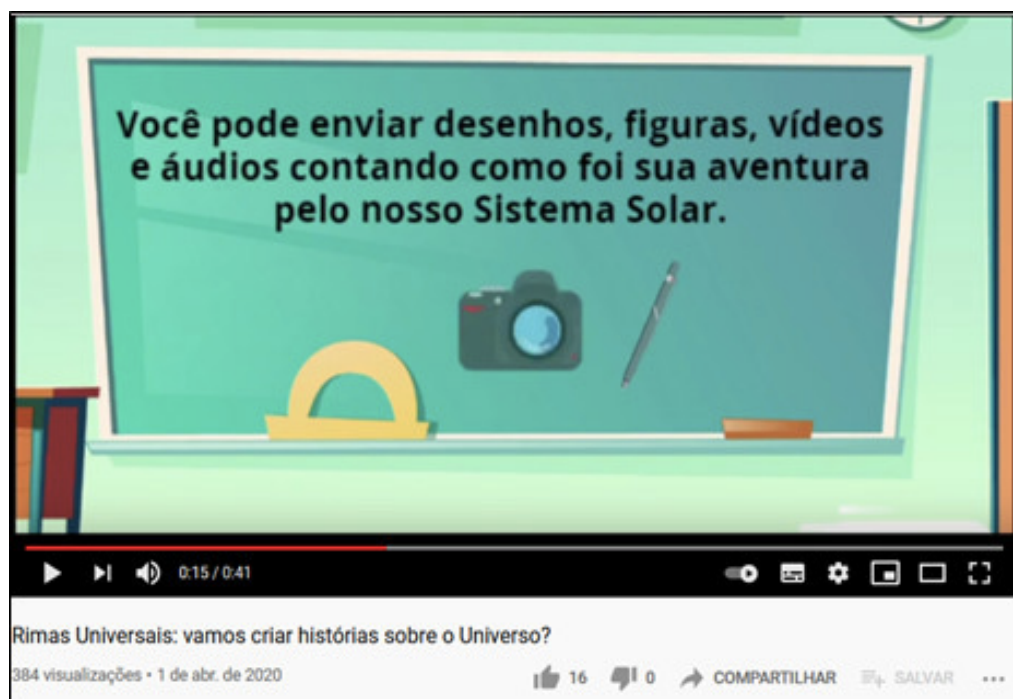 Você pode enviar desenhos, figuras, vídeos
e áudios contando como foi sua aventura
pelo nosso Sistema Solar.
0:15 / 0:41
Rimas Universais: vamos criar histórias sobre o Universo?
384 visualizações • 1 de abr. de 2020 16 0 COMPARTILHAR SALVAR